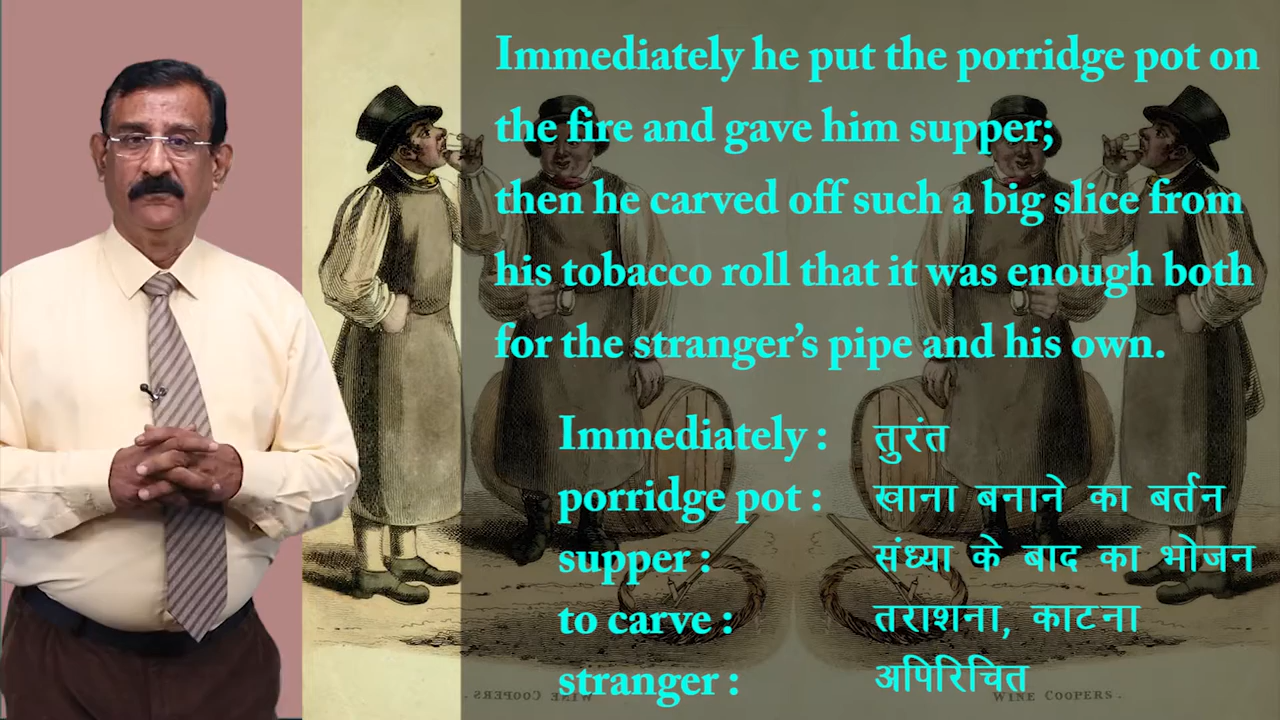 Immediately he put the porridge pot on
the fire and gave him supper;
then he carved off such a big slice from
his tobacco roll that it was enough both
for the stranger’s pipe and his own.
Immediately : तुरंत
porridge pot : खाना बनाने का बर्तन
supper : संध्या के बाद का भोजन
to carve : तराशना, काटना
stranger : अपिरिचित
WINE COOPERS.
WINE COOPERS.